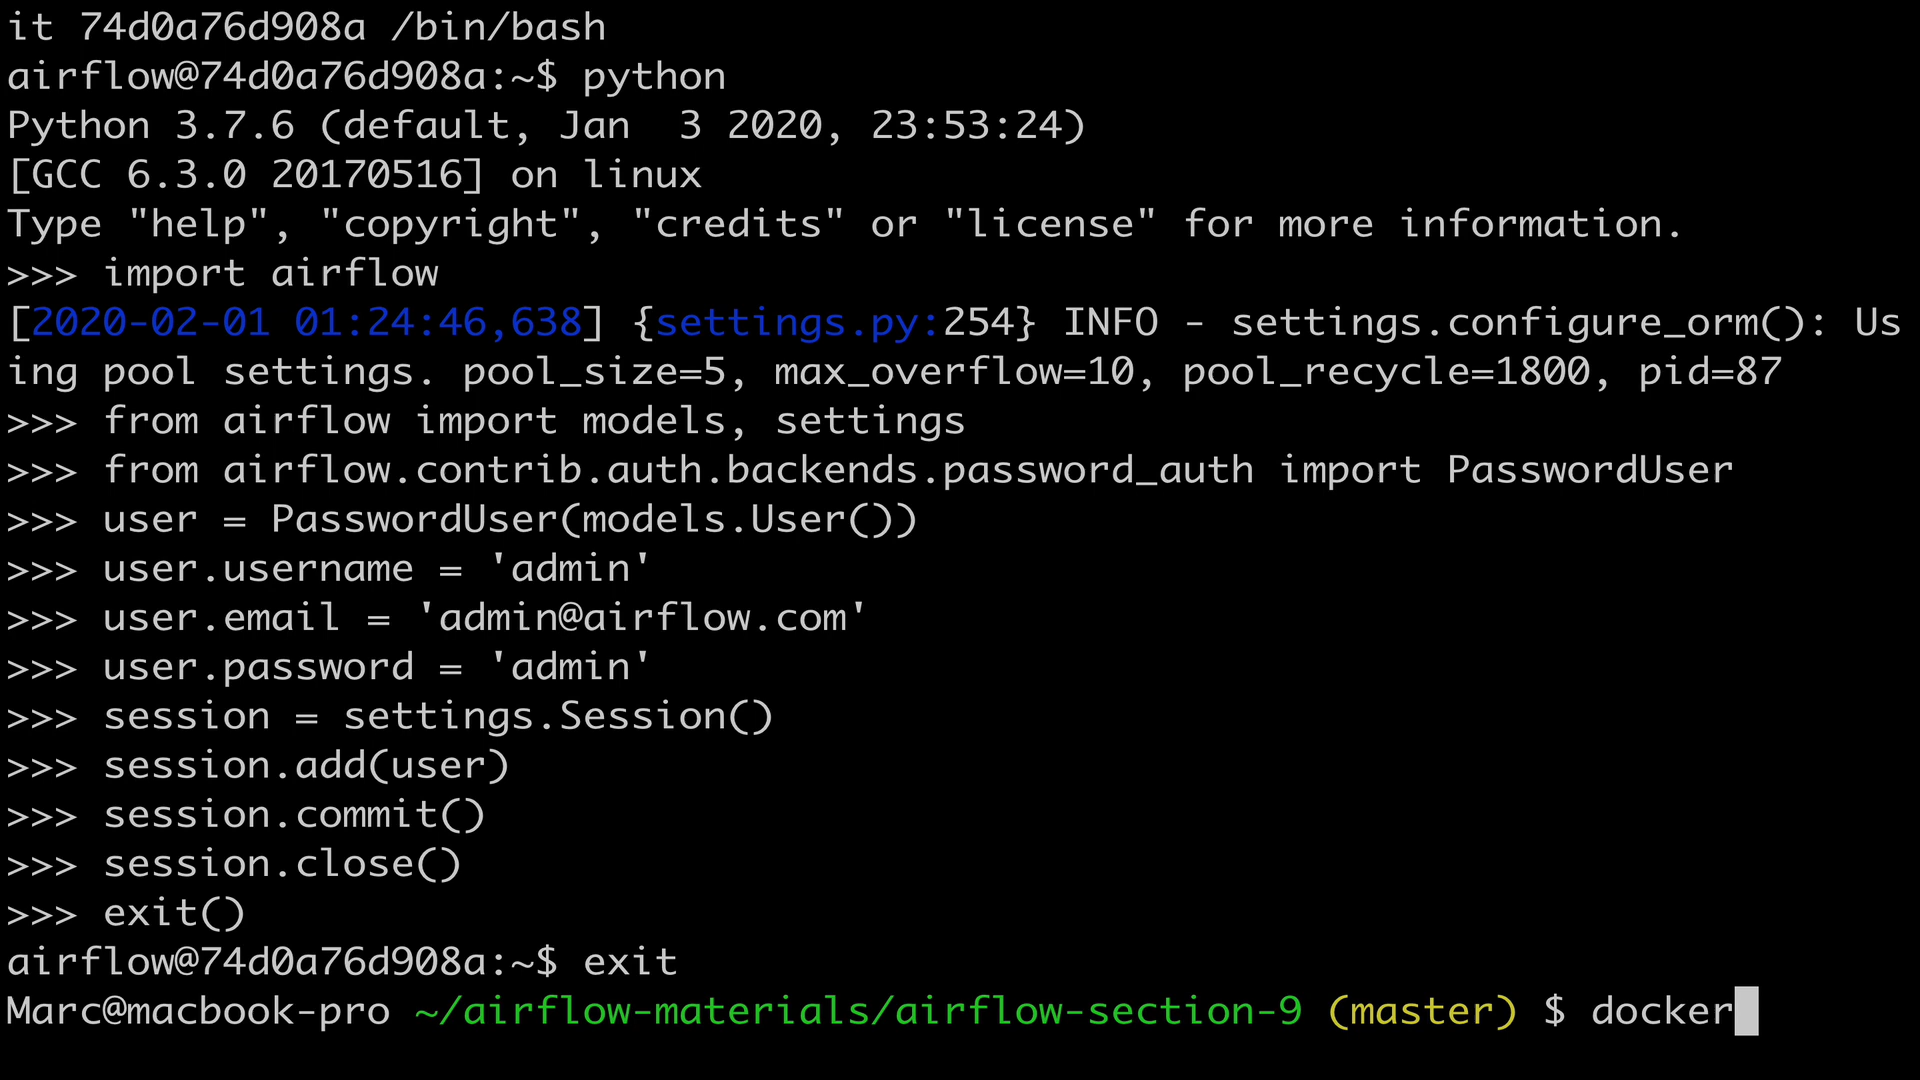 it 74d0a76d908a /bin/bash
airflow@74d0a76d908a:~$ python
Python 3.7.6 (default, Jan  3 2020, 23:53:24)
[GCC 6.3.0 20170516] on linux
Type "help", "copyright", "credits" or "license" for more information.
>>> import airflow
[2020-02-01 01:24:46,638] {settings.py:254} INFO - settings.configure_orm(): Us
ing pool settings. pool_size=5, max_overflow=10, pool_recycle=1800, pid=87
>>> from airflow import models, settings
>>> from airflow.contrib.auth.backends.password_auth import PasswordUser
>>> user = PasswordUser(models.User())
>>> user.username = 'admin'
>>> user.email = 'admin@airflow.com'
>>> user.password = 'admin'
>>> session = settings.Session()
>>> session.add(user)
>>> session.commit()
>>> session.close()
>>> exit()
airflow@74d0a76d908a:~$ exit
Marc@macbook-pro ~/airflow-materials/airflow-section-9 (master) $ docker